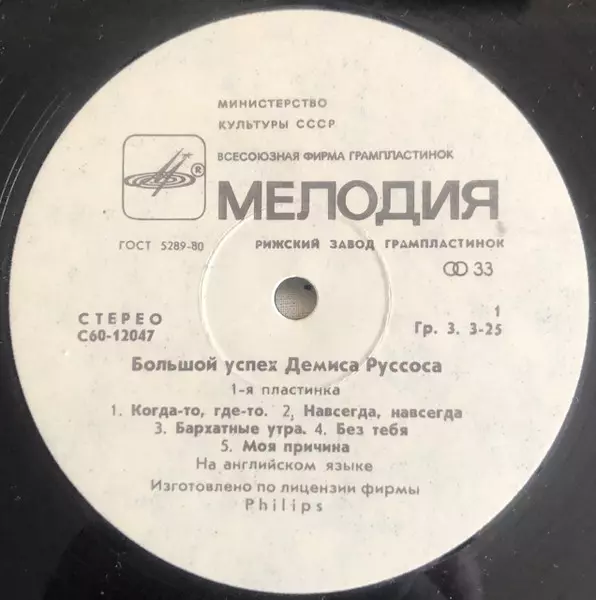 МИНИСТЕРСТВО
КУЛЬТУРЫ СССР
ВСЕСОЮЗНАЯ ФИРМА ГРАМПЛАСТИНОК
®
МЕЛОДИЯ
ГОСТ 5289-80 РИЖСКИЙ ЗАВОД ГРАМПЛАСТИНОК
33
СТЕРЕО 1
С60-12047 Гр. 3. 3-25
Большой успех Демиса Руссоса
1-я пластинка
1. Когда-то, где-то. 2, Навсегда, навсегда
3. Бархатные утра. 4. Без тебя
5. Моя причина
На английском языке
Изготовлено по лицензии фирмы
Philips